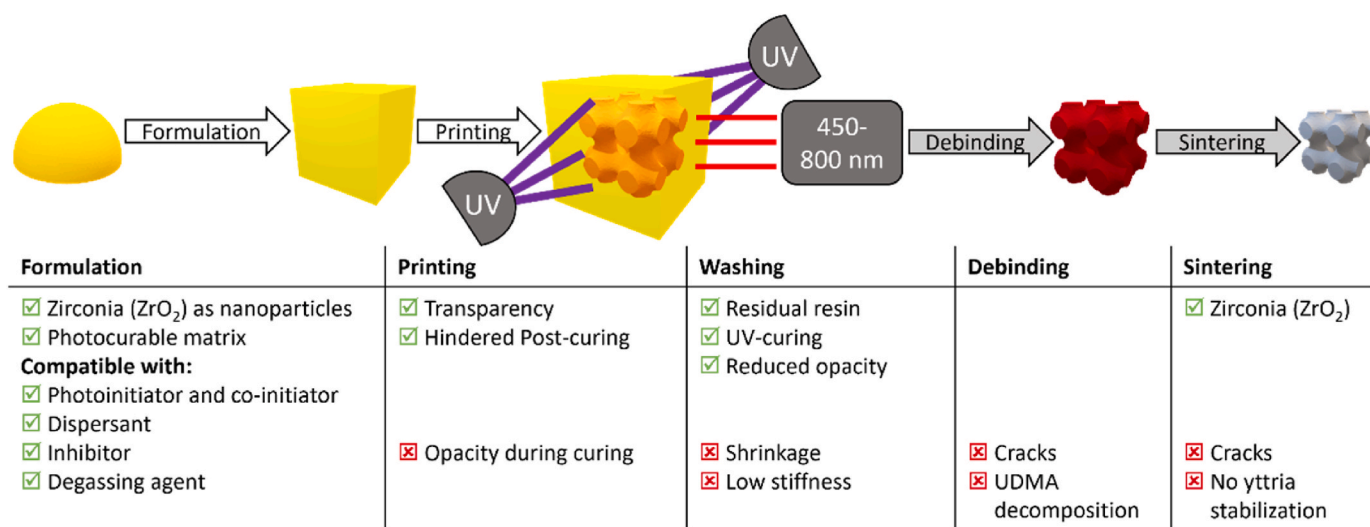 UV
Formulation
Printing
450-
800 nm
Debinding
Sintering
UV
Formulation
Printing
Washing
Debinding
Sintering
Zirconia (ZrO₂) as nanoparticles
Transparency
Residual resin
Zirconia (ZrO₂)
Photocurable matrix
Hindered Post-curing
UV-curing
Compatible with:
Reduced opacity
Photoinitiator and co-initiator
Dispersant
Inhibitor
Opacity during curing
Shrinkage
Cracks
Cracks
Degassing agent
Low stiffness
UDMA
decomposition
No yttria
stabilization